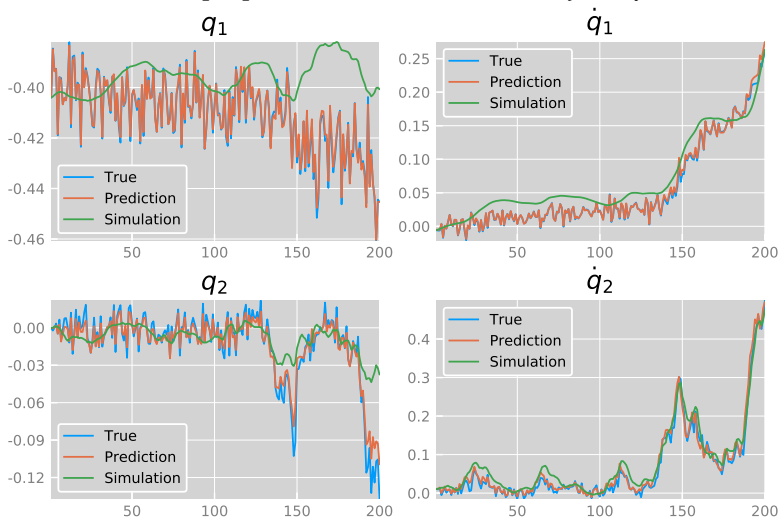 q₁
-0.40
-0.42
-0.44
-0.46
True
Prediction
Simulation
50
100
150
200
q̇₁
0.25
0.20
0.15
0.10
0.05
0.00
True
Prediction
Simulation
50
100
150
200
q₂
0.00
-0.03
-0.06
-0.09
-0.12
True
Prediction
Simulation
50
100
150
200
q̇₂
0.4
0.3
0.2
0.1
0.0
True
Prediction
Simulation
50
100
150
200